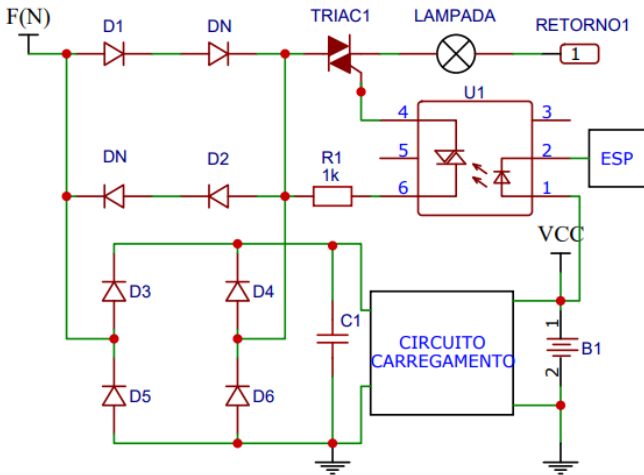 F(N)
D1
DN
TRIAC1
LAMPADA
RETORNO1
1
U1
4
3
5
2
ESP
6
1
DN
D2
R1
1k
VCC
D3
D4
C1
CIRCUITO
CARREGAMENTO
1
B1
2
D5
D6